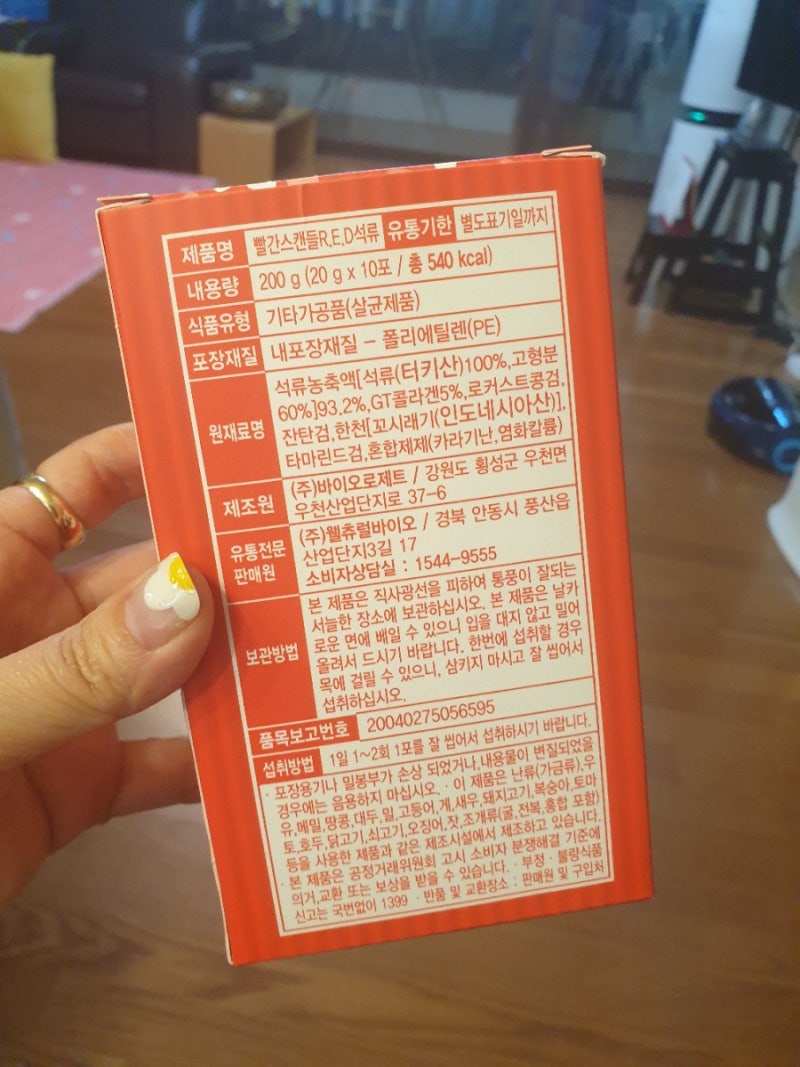 제품명 빨간스캔들R.E.D석류 유통기한 별도표기일까지
내용량 200 g (20 g x 10포 / 총 540 kcal)
식품유형 기타가공품(살균제품)
포장재질 내포장재질 - 폴리에틸렌(PE)
원재료명 석류농축액[석류(터키산)100%,고형분
60%]93.2%,GT콜라겐5%,로커스트콩검,
잔탄검,한천[꼬시래기(인도네시아산)],
타마린드검,혼합제제(카라기난,염화칼륨)
제조원 (주)바이오로제트 / 강원도 횡성군 우천면
우천산업단지로 37-6
유통전문
판매원
(주)웰츄럴바이오 / 경북 안동시 풍산읍
산업단지3길 17
소비자상담실 : 1544-9555
보관방법 본 제품은 직사광선을 피하여 통풍이 잘되는
서늘한 장소에 보관하십시오. 본 제품은 날카
로운 면에 베일 수 있으니 입을 대지 않고 밀어
올려서 드시기 바랍니다. 한번에 섭취할 경우
목에 걸릴 수 있으니, 삼키지 마시고 잘 씹어서
섭취하십시오.
품목보고번호 20040275056595
섭취방법 1일 1~2회 1포를 잘 씹어서 섭취하시기 바랍니다.
· 포장용기나 밀봉부가 손상 되었거나,내용물이 변질되었을
경우에는 음용하지 마십시오. · 이 제품은 난류(가금류),우
유,메밀,땅콩,대두,밀,고등어,게,새우,돼지고기,복숭아,토마
토,호두,닭고기,쇠고기,오징어,잣,조개류(굴,전복,홍합 포함)
등을 사용한 제품과 같은 제조시설에서 제조하고 있습니다.
· 본 제품은 공정거래위원회 고시 소비자 분쟁해결 기준에
의거,교환 또는 보상을 받을 수 있습니다. · 부정 · 불량식품
신고는 국번없이 1399 · 반품 및 교환장소 : 판매원 및 구입처